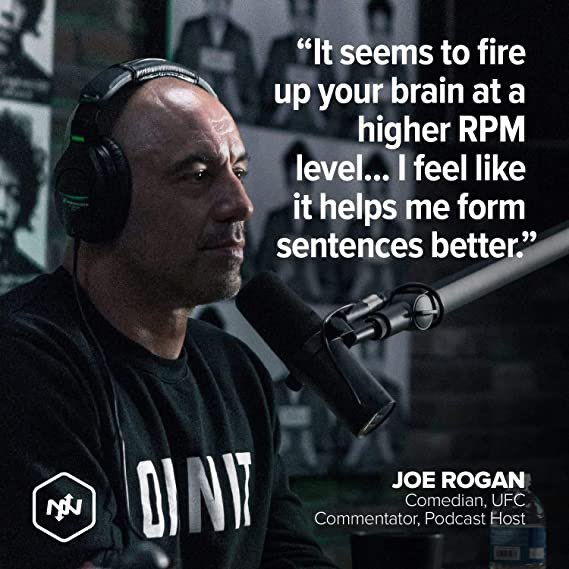 “It seems to fire
up your brain at a
higher RPM
level... I feel like
it helps me form
sentences better.”
JOE ROGAN
Comedian, UFC
Commentator, Podcast Host